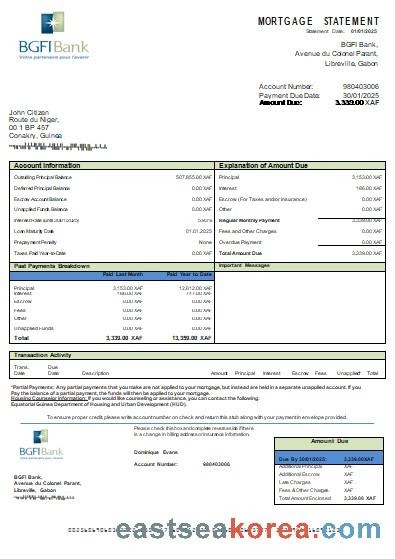 BGFIBank
Votre partenaire pour l'avenir
MORTGAGE STATEMENT
Statement Date: 01/01/2025
BGFI Bank,
Avenue du Colonel Parant,
Libreville, Gabon
Account Number: 980403006
Payment Due Date: 30/01/2025
Amount Due: 3,339.00 XAF
John Citizen
Route du Niger,
00 1 BP 457
Conakry, Guinea
Account Information
Outstanding Principal Balance 507,855.00 XAF
Deferred Principal Balance 0.00 XAF
Escrow Account Balance 0.00 XAF
Unapplied Funds Balance 0.00 XAF
Interest Rate (until
Loan Maturity Date 01.01.2025
Prepayment Penalty None
Taxes Paid Year-to-Date 0.00 XAF
Explanation of Amount Due
Principal 3,153.00 XAF
Interest 186.00 XAF
Escrow (For Taxes and/or Insurance) 0.00 XAF
Other 0.00 XAF
Regular Monthly Payment 3,339.00 XAF
Fees and Other Charges 0.00 XAF
Overdue Payment 0.00 XAF
Total Amount Due 3,339.00 XAF
Past Payments Breakdown
Paid Last Month Paid Year to Date
Principal 3,153.00 XAF 12,612.00 XAF
Interest 186.00 XAF
Escrow 0.00 XAF 0.00 XAF
Fees 0.00 XAF 0.00 XAF
Other 0.00 XAF 0.00 XAF
Unapplied Funds 0.00 XAF 0.00 XAF
Total 3,339.00 XAF 13,359.00 XAF
Important Messages
Transaction Activity
Trans. Date Due Date Description Amount Principal Interest Escrow Fees Unapplied Total
*Partial Payments: Any partial payments that you make are not applied to your mortgage, but instead are held in a separate unapplied account. If you
Pay the balance of a partial payment, the funds will then be applied to your mortgage.
Housing Counselor Information: If you would like counseling or assistance, you can contact the following:
Equatorial Guinea Department of Housing and Urban Development (HUD).
To ensure proper credit please write account number on check and return this stub along with your payment in envelope provided.
BGFIBank
Please check this box and complete reverse side if there
is a change in billing address or insurance information.
Dominique Evans
Account Number: 980403006
BGFI Bank,
Avenue du Colonel Parant,
Libreville, Gabon
Amount Due
Due By 30/01/2025: 3,339.00XAF
Additional Principal XAF
Additional Escrow XAF
Late Charges XAF
Fees & Other Charges XAF
Total Amount Enclosed 3,339.00 XAF
eastseakorea.com